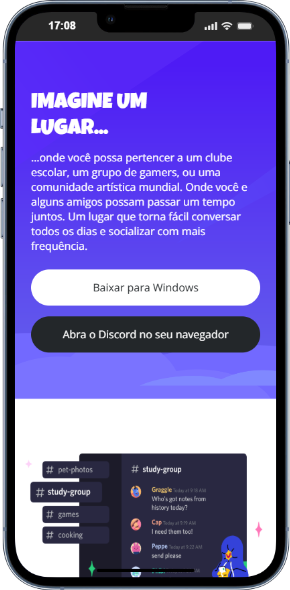 17:08
IMAGINE UM
LUGAR...
...onde você possa pertencer a um clube
escolar, um grupo de gamers, ou uma
comunidade artística mundial. Onde você e
alguns amigos possam passar um tempo
juntos. Um lugar que torna fácil conversar
todos os dias e socializar com mais
frequência.
Baixar para Windows
Abra o Discord no seu navegador
# pet-photos
# study-group
# games
# cooking
# study-group
Graggle Today at 9:18 AM
Who's got notes from
history today?
Cap Today at 9:18 AM
I need them too!
Peppe Today at 9:22 AM
send please